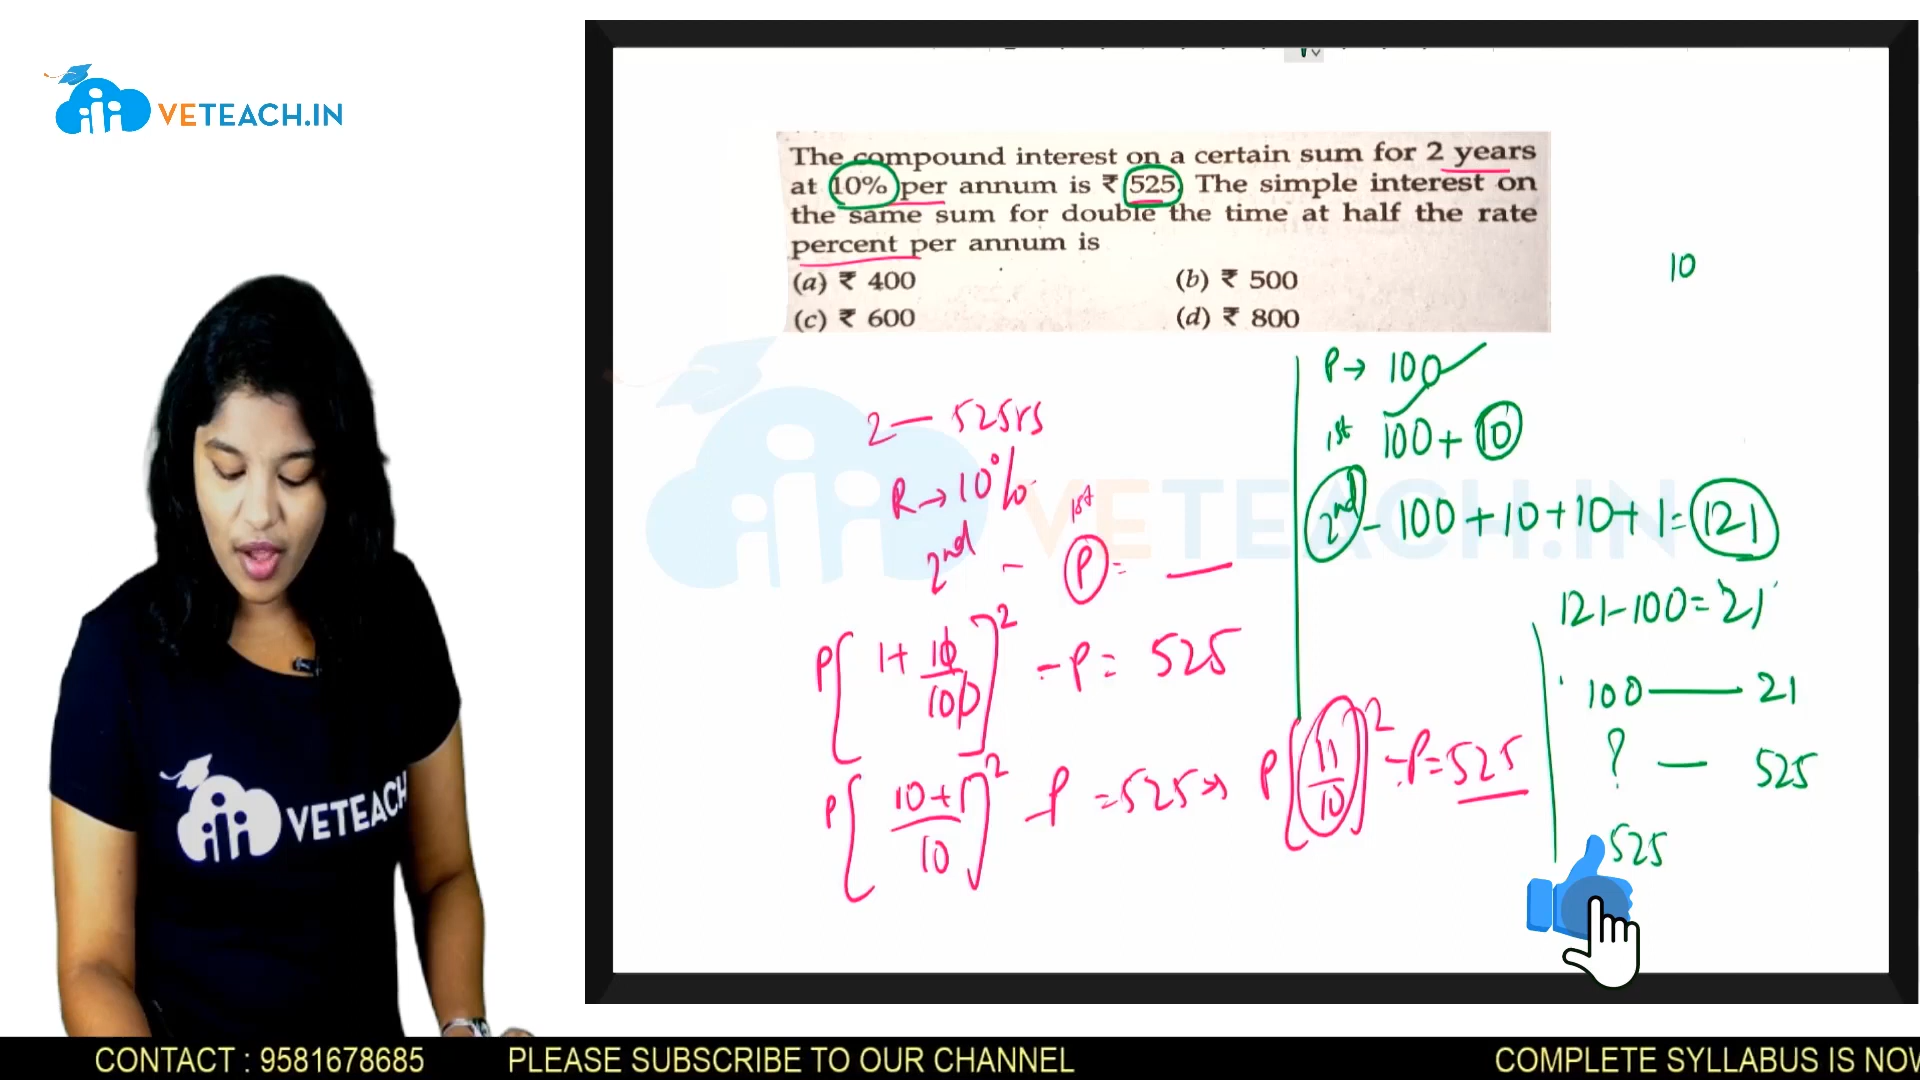 VETEACH.IN
The compound interest on a certain sum for 2 years
at 10% per annum is ₹ 525. The simple interest on
the same sum for double the time at half the rate
percent per annum is
(a) ₹ 400
(b) ₹ 500
(c) ₹ 600
(d) ₹ 800
10
2 — 525rs
R → 10%
1st
2nd - P = —
P[1+10/100]² - P = 525
P[10+1/10]² - P = 525 ⇒ P[11/10]² - P = 525
P → 100
1st 100 + 10
2nd - 100 + 10 + 10 + 1 = 121
121 - 100 = 21
100 — 21
? — 525
525
VETEACH.IN
VETEACH
CONTACT : 9581678685 PLEASE SUBSCRIBE TO OUR CHANNEL COMPLETE SYLLABUS IS NOW